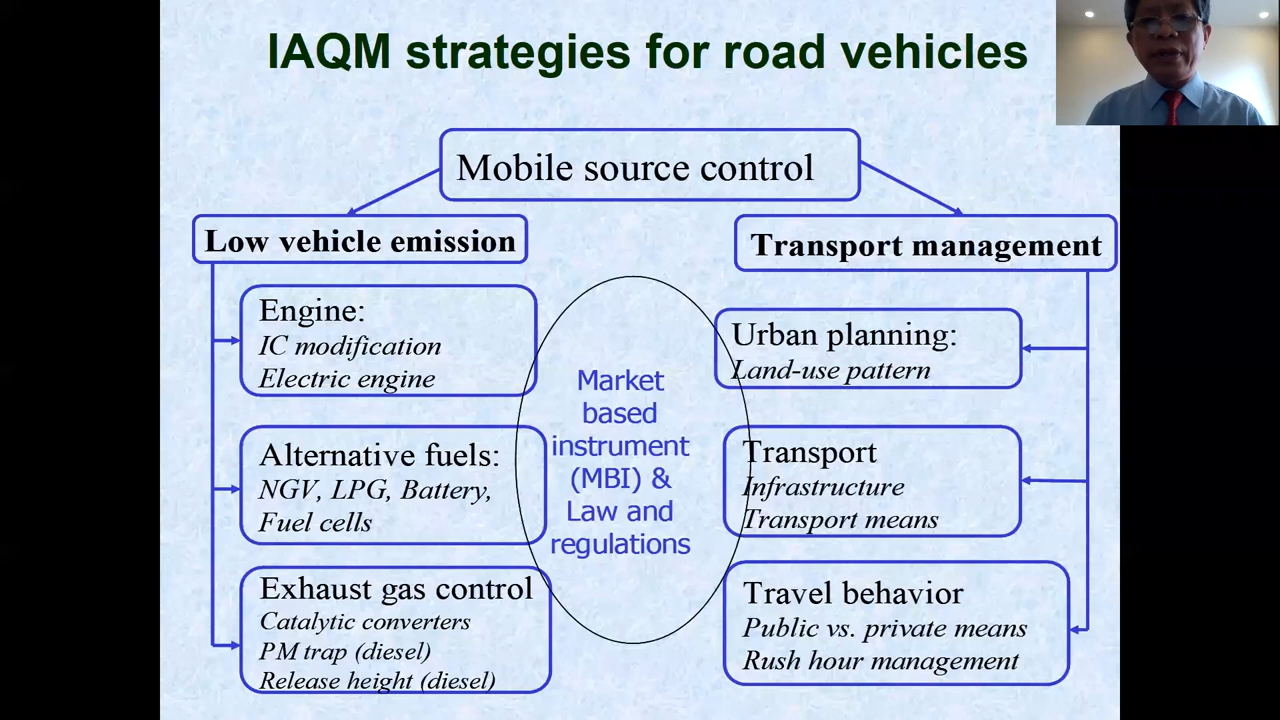 IAQM strategies for road vehicles
Mobile source control
Low vehicle emission
Transport management
Engine:
IC modification
Electric engine
Alternative fuels:
NGV, LPG, Battery,
Fuel cells
Exhaust gas control
Catalytic converters
PM trap (diesel)
Release height (diesel)
Market
based
instrument
(MBI) &
Law and
regulations
Urban planning:
Land-use pattern
Transport
Infrastructure
Transport means
Travel behavior
Public vs. private means
Rush hour management